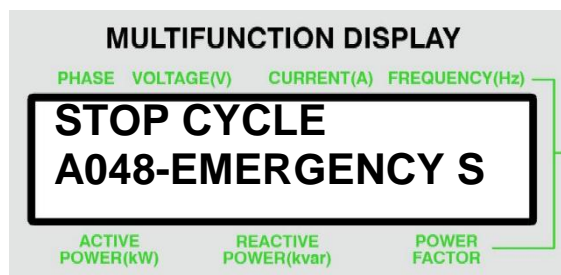 MULTIFUNCTION DISPLAY
PHASE VOLTAGE(V) CURRENT(A) FREQUENCY(Hz)
STOP CYCLE
A048-EMERGENCY S
ACTIVE REACTIVE POWER
POWER(kW) POWER(kvar) FACTOR